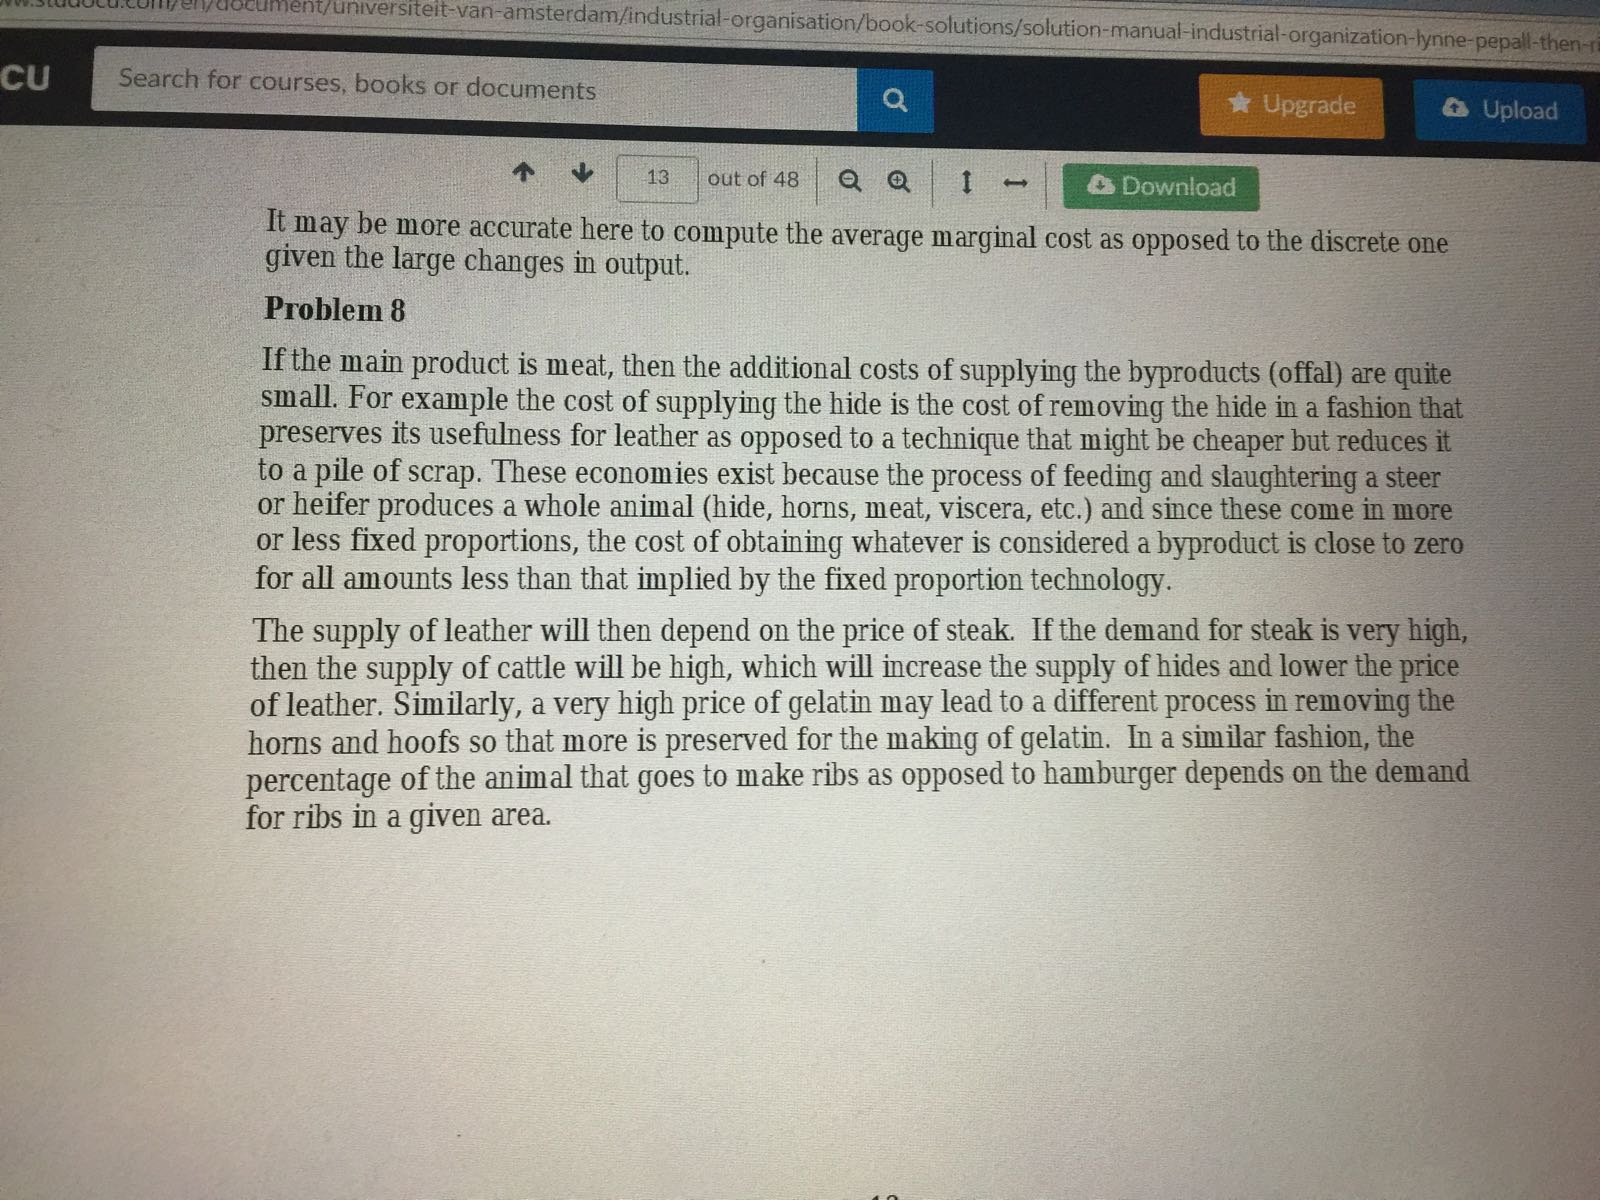 studocu.com/en/document/universiteit-van-amsterdam/industrial-organisation/book-solutions/solution-manual-industrial-organization-lynne-pepall-then-ri
CU Search for courses, books or documents Upgrade Upload
13 out of 48 Download
It may be more accurate here to compute the average marginal cost as opposed to the discrete one
given the large changes in output.
Problem 8
If the main product is meat, then the additional costs of supplying the byproducts (offal) are quite
small. For example the cost of supplying the hide is the cost of removing the hide in a fashion that
preserves its usefulness for leather as opposed to a technique that might be cheaper but reduces it
to a pile of scrap. These economies exist because the process of feeding and slaughtering a steer
or heifer produces a whole animal (hide, horns, meat, viscera, etc.) and since these come in more
or less fixed proportions, the cost of obtaining whatever is considered a byproduct is close to zero
for all amounts less than that implied by the fixed proportion technology.
The supply of leather will then depend on the price of steak. If the demand for steak is very high,
then the supply of cattle will be high, which will increase the supply of hides and lower the price
of leather. Similarly, a very high price of gelatin may lead to a different process in removing the
horns and hoofs so that more is preserved for the making of gelatin. In a similar fashion, the
percentage of the animal that goes to make ribs as opposed to hamburger depends on the demand
for ribs in a given area.